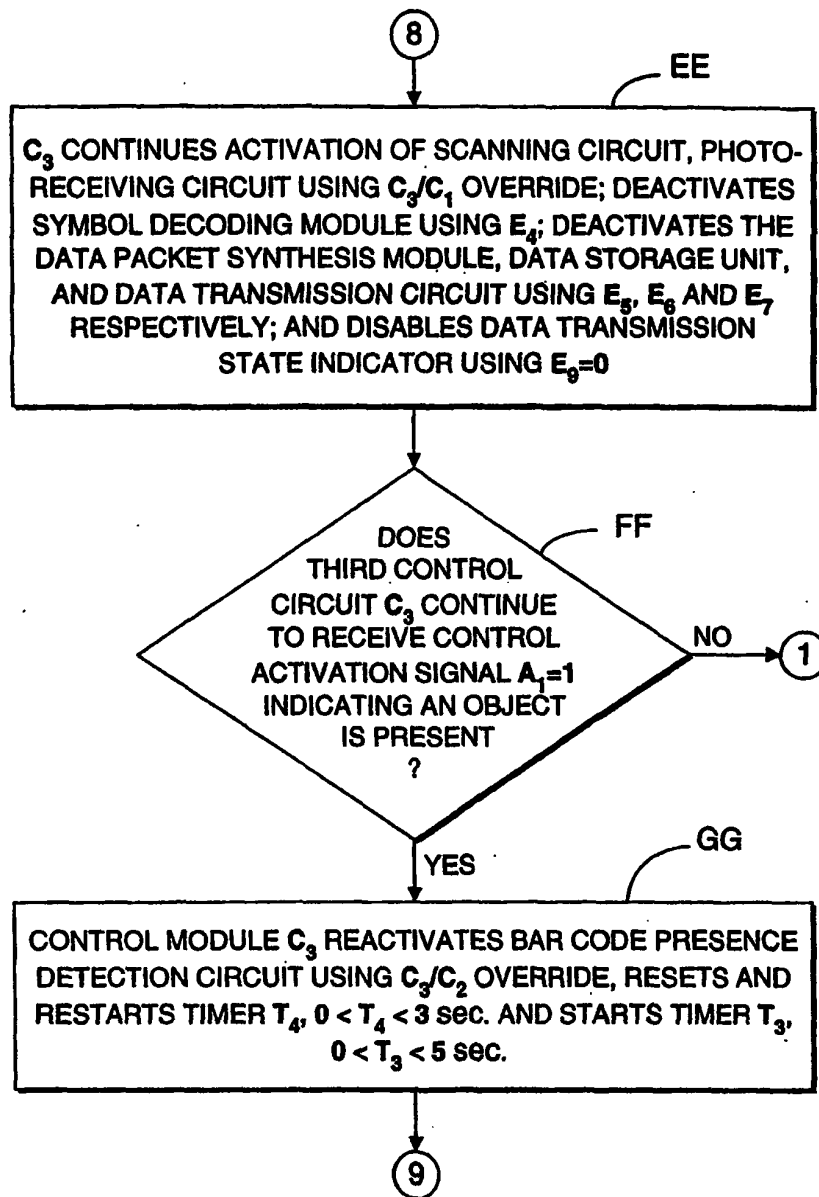 8
EE
C₃ CONTINUES ACTIVATION OF SCANNING CIRCUIT, PHOTO-
RECEIVING CIRCUIT USING C₃/C₁ OVERRIDE; DEACTIVATES
SYMBOL DECODING MODULE USING E₄; DEACTIVATES THE
DATA PACKET SYNTHESIS MODULE, DATA STORAGE UNIT,
AND DATA TRANSMISSION CIRCUIT USING E₅, E₆ AND E₇
RESPECTIVELY; AND DISABLES DATA TRANSMISSION
STATE INDICATOR USING E₉=0
FF
DOES
THIRD CONTROL
CIRCUIT C₃ CONTINUE
TO RECEIVE CONTROL
ACTIVATION SIGNAL A₁=1
INDICATING AN OBJECT
IS PRESENT
?
NO
1
YES
GG
CONTROL MODULE C₃ REACTIVATES BAR CODE PRESENCE
DETECTION CIRCUIT USING C₃/C₂ OVERRIDE, RESETS AND
RESTARTS TIMER T₄, 0 < T₄ < 3 sec. AND STARTS TIMER T₃,
0 < T₃ < 5 sec.
9